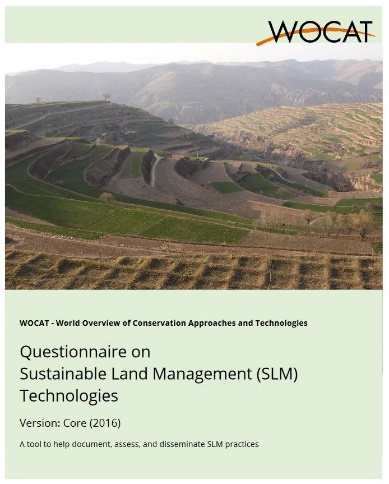 WOCAT
WOCAT - World Overview of Conservation Approaches and Technologies
Questionnaire on
Sustainable Land Management (SLM)
Technologies
Version: Core (2016)
A tool to help document, assess, and disseminate SLM practices